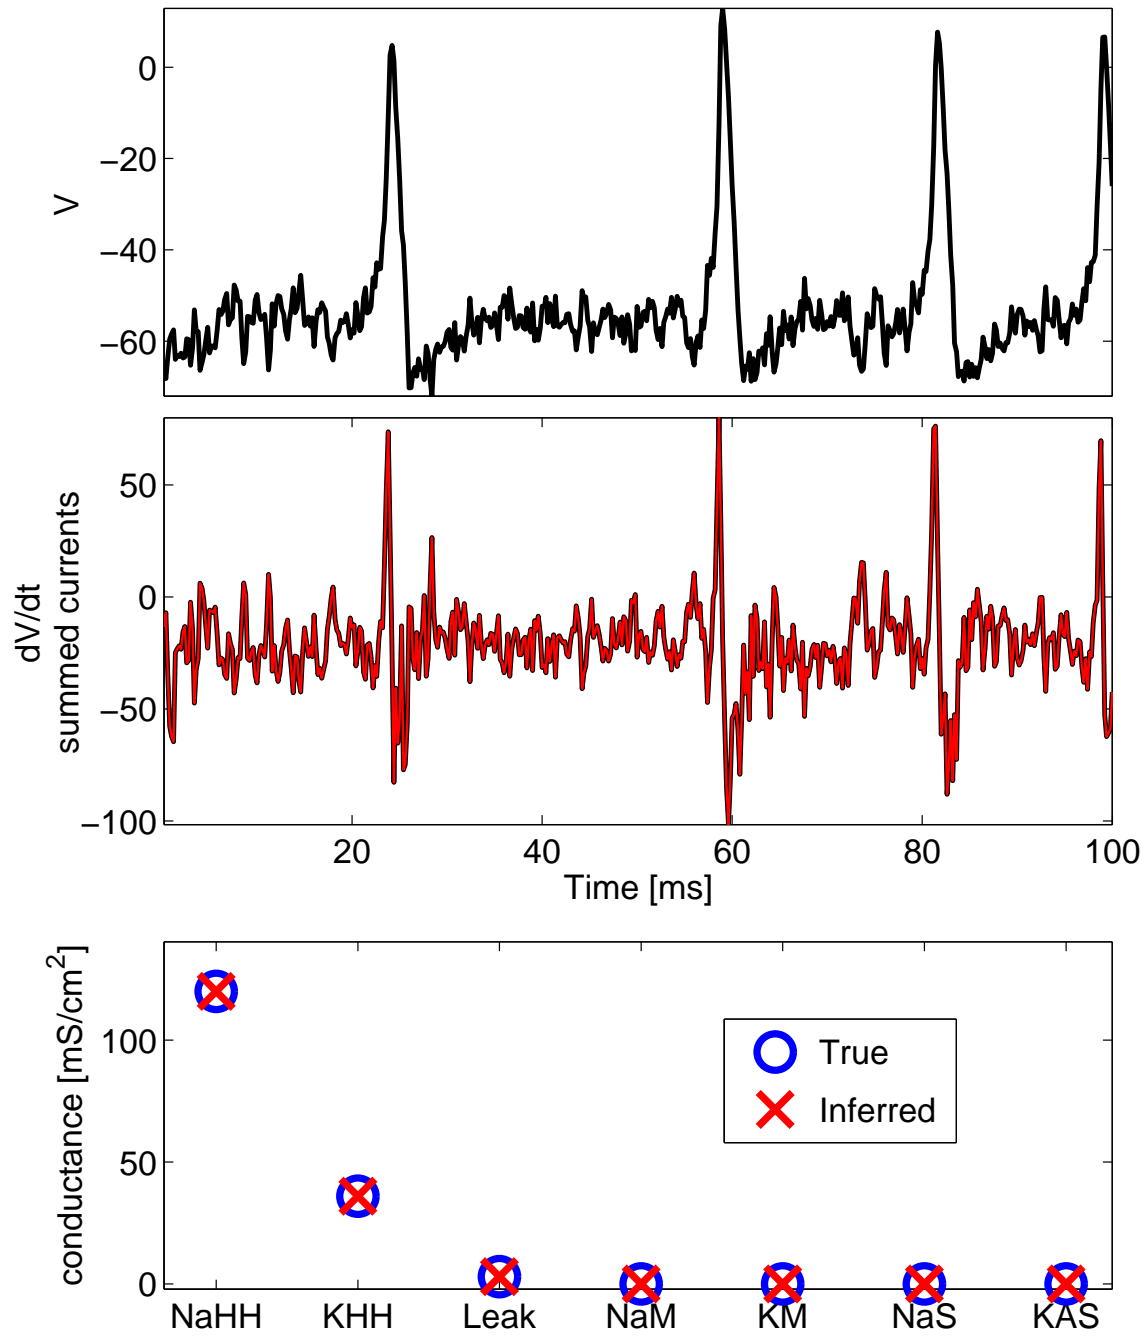 0
−20
−40
−60
V
50
0
−50
−100
dV/dt
summed currents
20 40 60 80 100
Time [ms]
100
50
0
conductance [mS/cm²]
True
Inferred
NaHH KHH Leak NaM KM NaS KAS